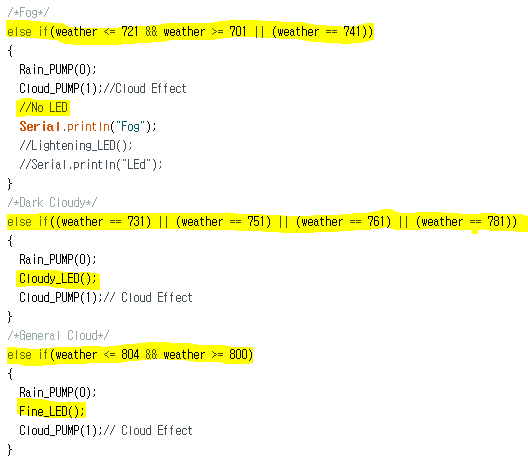 /*Fog*/
else if(weather <= 721 && weather >= 701 || (weather == 741))
{
Rain_PUMP(0);
Cloud_PUMP(1);//Cloud Effect
//No LED
Serial.println("Fog");
//Lightening_LED();
//Serial.println("LEd");
}
/*Dark Cloudy*/
else if((weather == 731) || (weather == 751) || (weather == 761) || (weather == 781))
{
Rain_PUMP(0);
Cloudy_LED();
Cloud_PUMP(1);// Cloud Effect
}
/*General Cloud*/
else if(weather <= 804 && weather >= 800)
{
Rain_PUMP(0);
Fine_LED();
Cloud_PUMP(1);// Cloud Effect
}